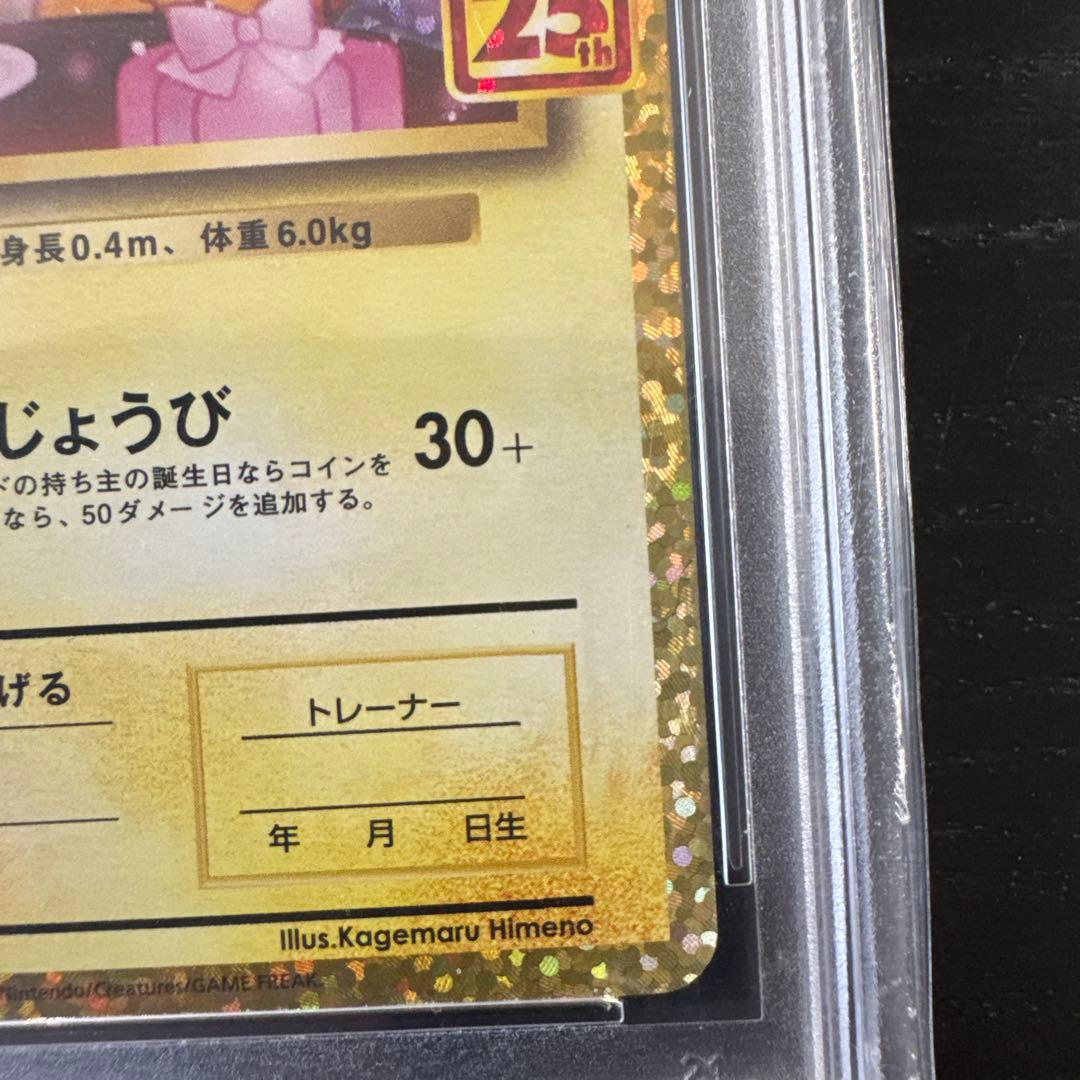 25th
身長0.4m、体重6.0kg
じょうび 30+
ドの持ち主の誕生日ならコインを
なら、50ダメージを追加する。
げる
トレーナー
年 月 日生
Illus.Kagemaru Himeno
Nintendo/Creatures/GAME FREAK.